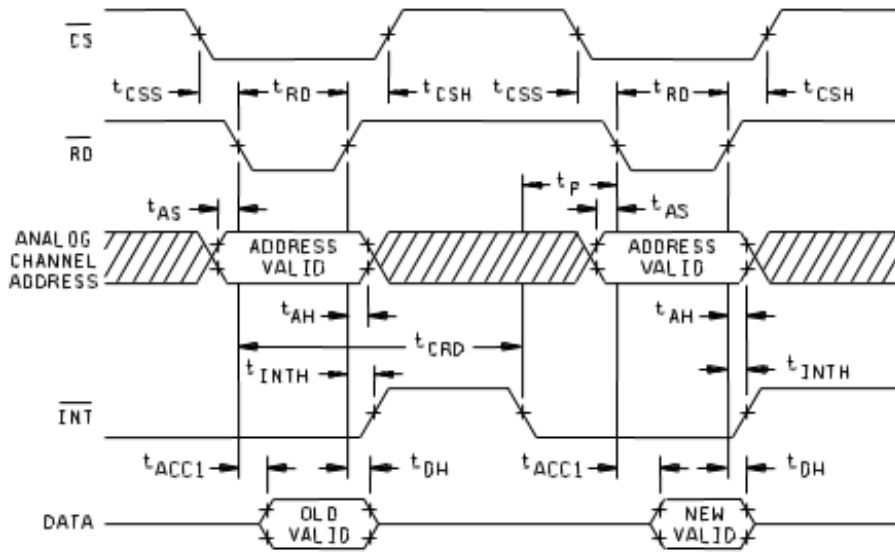 CS
tCSS
tRD
tCSH
tCSS
tRD
tCSH
RD
tP
tAS
tAS
ANALOG
CHANNEL
ADDRESS
ADDRESS
VALID
ADDRESS
VALID
tAH
tAH
tCRD
tINTH
tINTH
INT
tACC1
tDH
tACC1
tDH
DATA
OLD
VALID
NEW
VALID